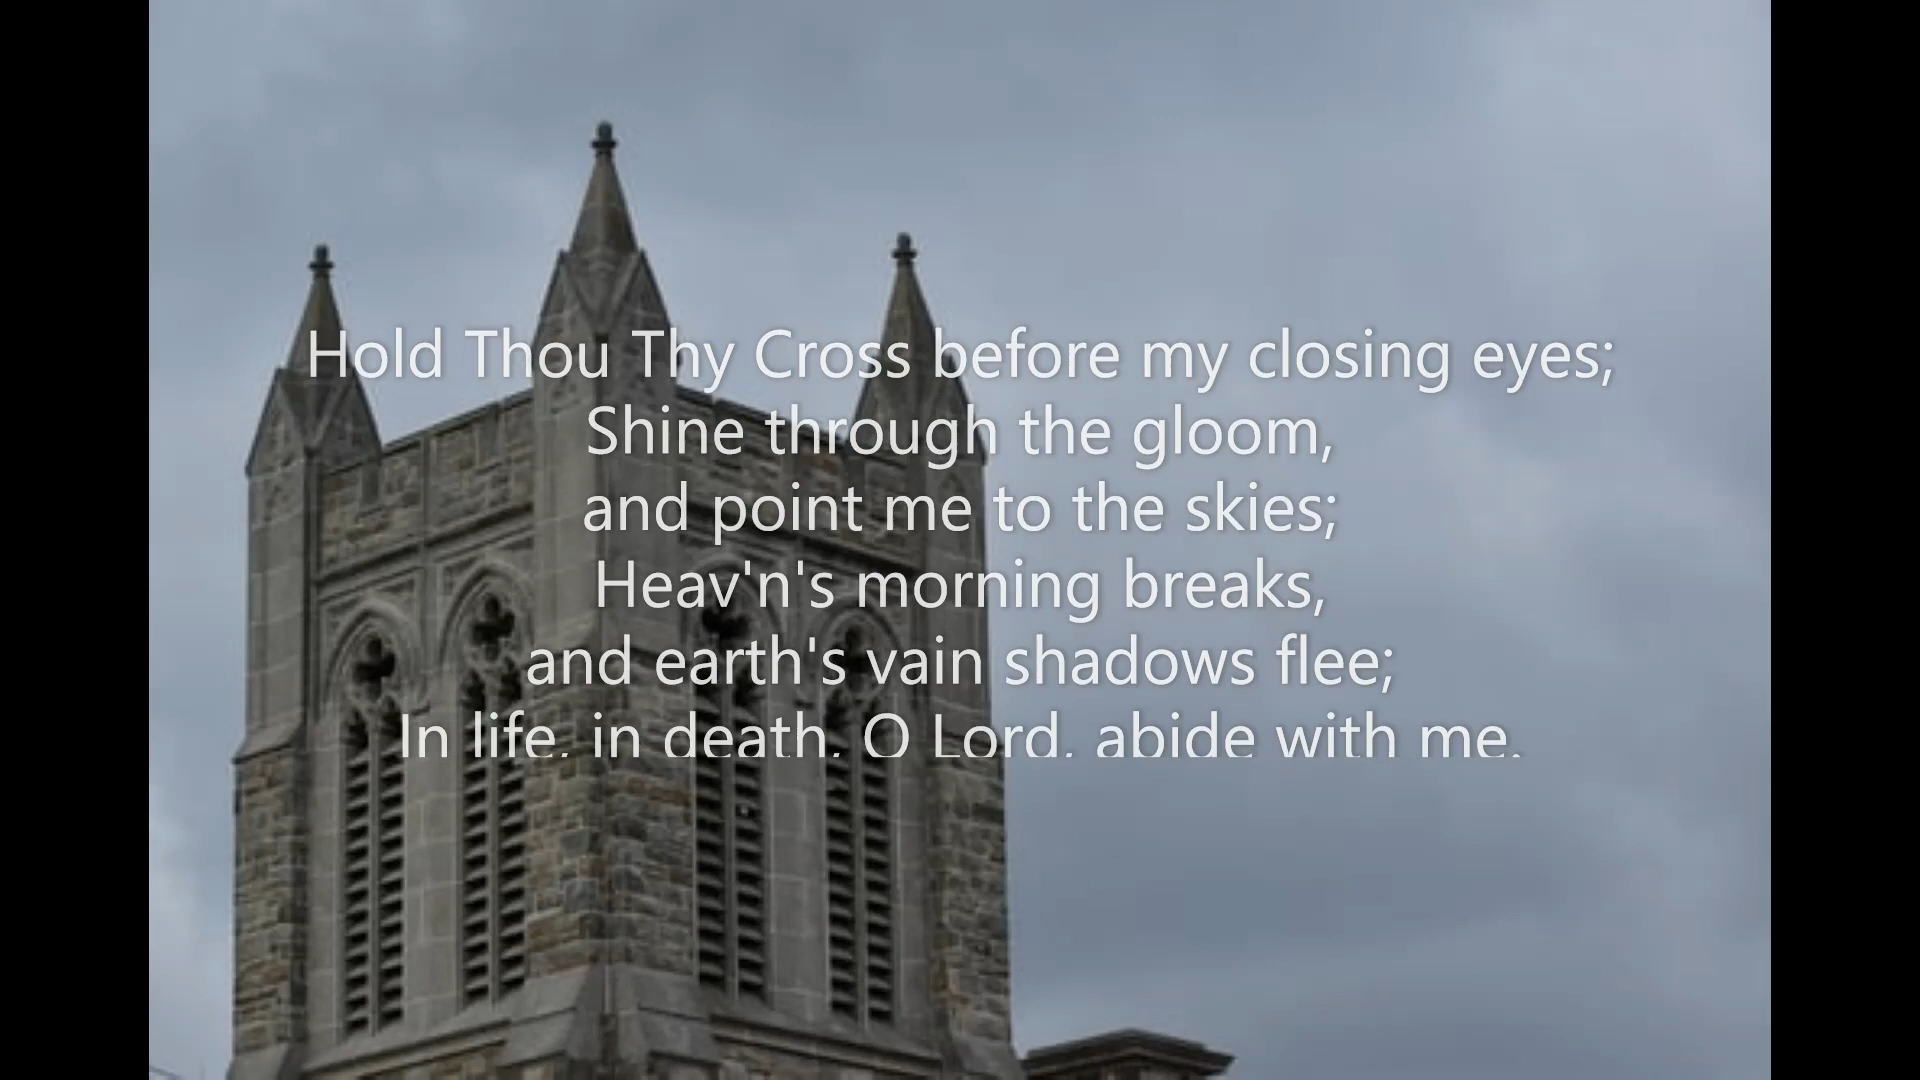 Hold Thou Thy Cross before my closing eyes;
Shine through the gloom,
and point me to the skies;
Heav'n's morning breaks,
and earth's vain shadows flee;
In life, in death, O Lord, abide with me.